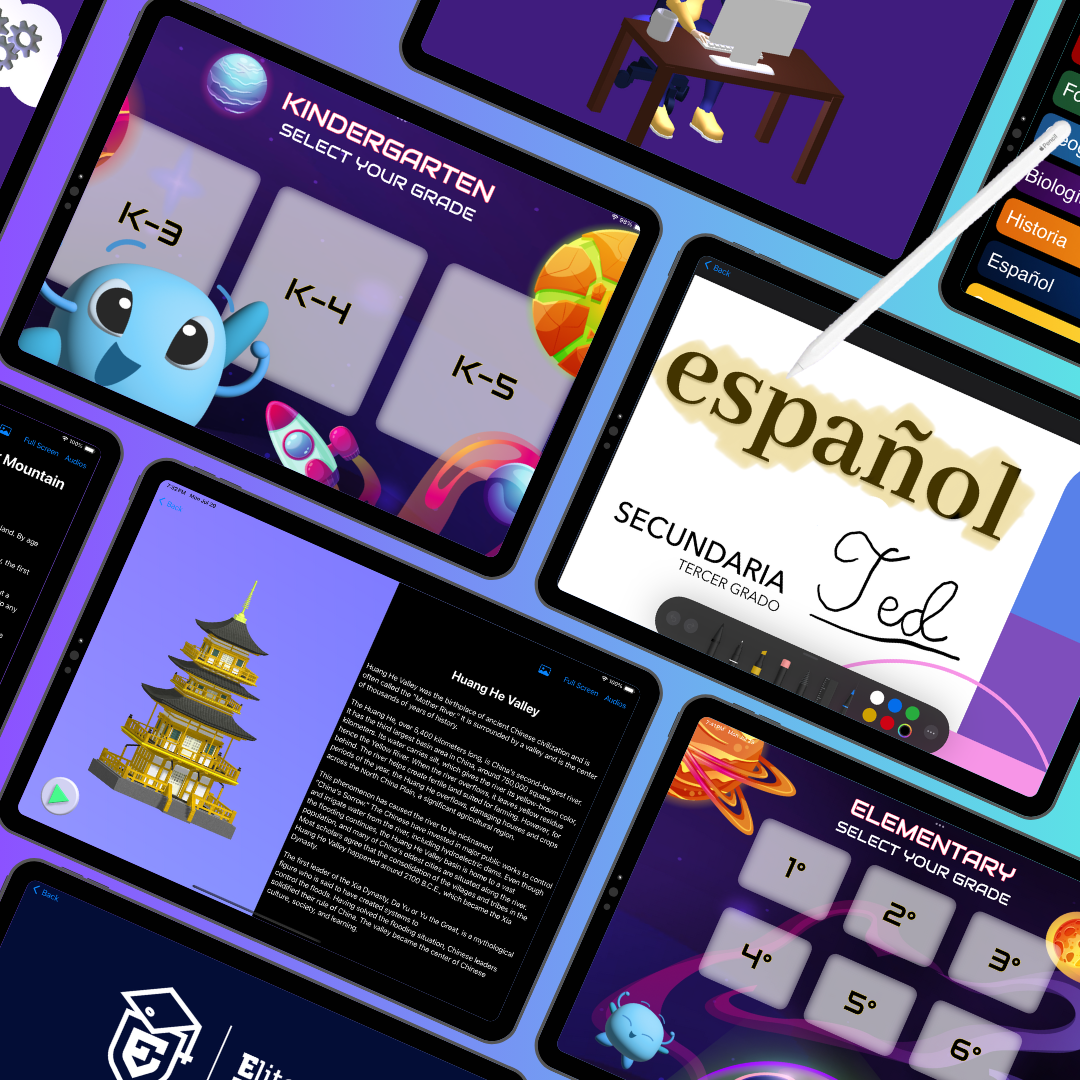 KINDERGARTEN
SELECT YOUR GRADE
98%
K-3
K-4
K-5
Historia
Español
Back
español
SECUNDARIA
TERCER GRADO
Ted
100%
Full Screen Audios
Mountain
land. By age
the first
7:32 PM Mon Jul 29
Back
100%
Full Screen Audios
Huang He Valley
Huang He Valley was the birthplace of ancient Chinese civilization and is
often called the "Mother River." It is surrounded by a valley and is the center
of thousands of years of history.
The Huang He, over 5,400 kilometers long, is China's second-longest river.
It has the third largest basin area in China, around 750,000 square
kilometers. Its water carries silt, which gives the river its yellow-brown color,
hence the Yellow River. When the river overflows, it leaves yellow residue
behind. The river helps create fertile land suited for farming. However, for
periods of the year, the Huang He overflows, damaging houses and crops
across the north China Plain, a significant agricultural region.
This phenomenon has caused the river to be nicknamed
"China's Sorrow." The Chinese have invested in major public works to control
and irrigate water from the river, including hydroelectric dams. Even though
the flooding continues, the Huang He Valley basin is home to a vast
population, and many of China's oldest cities are situated along the river.
Most scholars agree that the consolidation of the villages and tribes in the
Huang He Valley happened around 2100 B.C.E., which became the Xia
Dynasty.
The first leader of the Xia Dynasty, Da Yu or Yu the Great, is a mythological
figure who is said to have created systems to
control the floods. Having solved the flooding situation, Chinese leaders
solidified their rule of China. The valley became the center of Chinese
culture, society, and learning.
ELEMENTARY
SELECT YOUR GRADE
1°
2°
3°
4°
5°
6°
Back
E